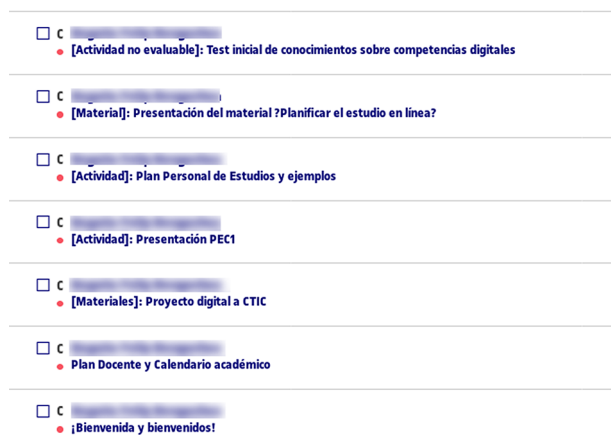 C
[Actividad no evaluable]: Test inicial de conocimientos sobre competencias digitales
C
[Material]: Presentación del material ?Planificar el estudio en línea?
C
[Actividad]: Plan Personal de Estudios y ejemplos
C
[Actividad]: Presentación PEC1
C
[Materiales]: Proyecto digital a CTIC
C
Plan Docente y Calendario académico
C
¡Bienvenida y bienvenidos!